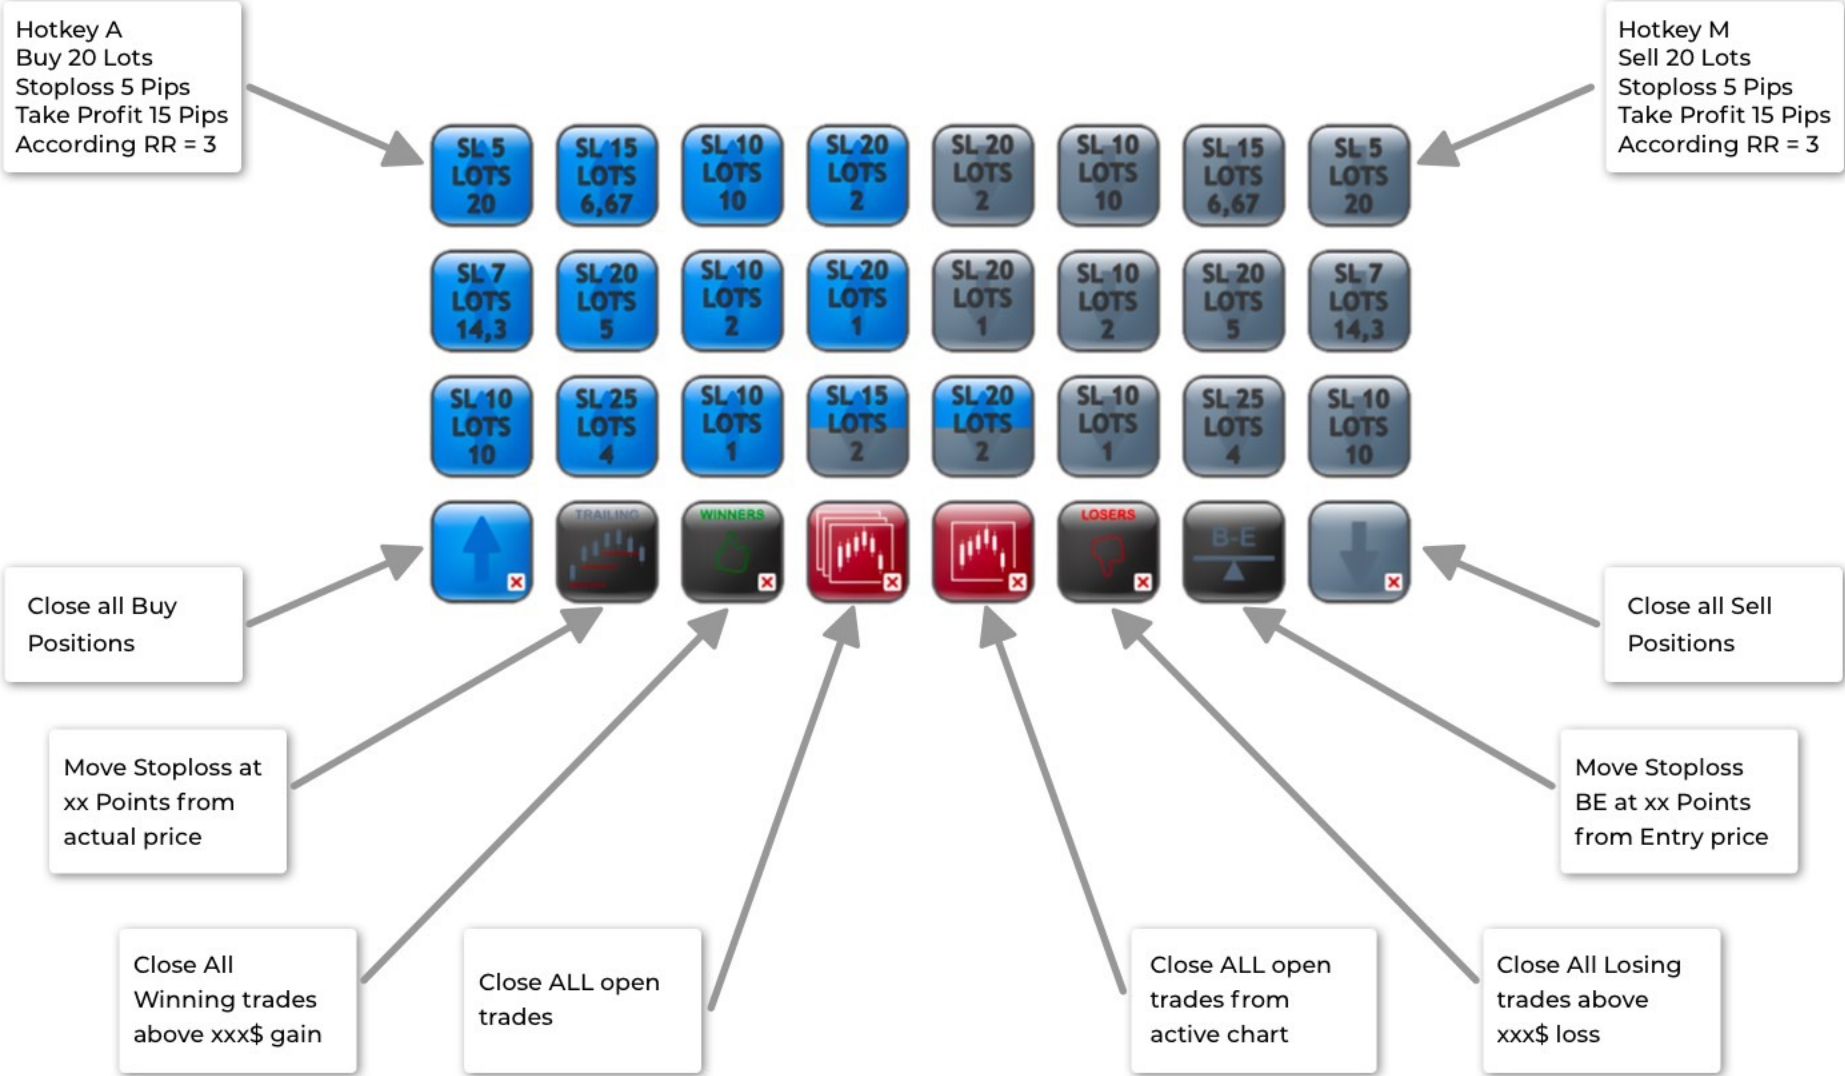 Hotkey A
Buy 20 Lots
Stoploss 5 Pips
Take Profit 15 Pips
According RR = 3
Hotkey M
Sell 20 Lots
Stoploss 5 Pips
Take Profit 15 Pips
According RR = 3
SL 5
LOTS
20
SL 15
LOTS
6,67
SL 10
LOTS
10
SL 20
LOTS
2
SL 20
LOTS
2
SL 10
LOTS
10
SL 15
LOTS
6,67
SL 5
LOTS
20
SL 7
LOTS
14,3
SL 20
LOTS
5
SL 10
LOTS
2
SL 20
LOTS
1
SL 20
LOTS
1
SL 10
LOTS
2
SL 20
LOTS
5
SL 7
LOTS
14,3
SL 10
LOTS
10
SL 25
LOTS
4
SL 10
LOTS
1
SL 15
LOTS
2
SL 20
LOTS
2
SL 10
LOTS
1
SL 25
LOTS
4
SL 10
LOTS
10
TRAILING
WINNERS
LOSERS
B-E
Close all Buy
Positions
Close all Sell
Positions
Move Stoploss at
xx Points from
actual price
Move Stoploss
BE at xx Points
from Entry price
Close All
Winning trades
above xxx$ gain
Close ALL open
trades
Close ALL open
trades from
active chart
Close All Losing
trades above
xxx$ loss